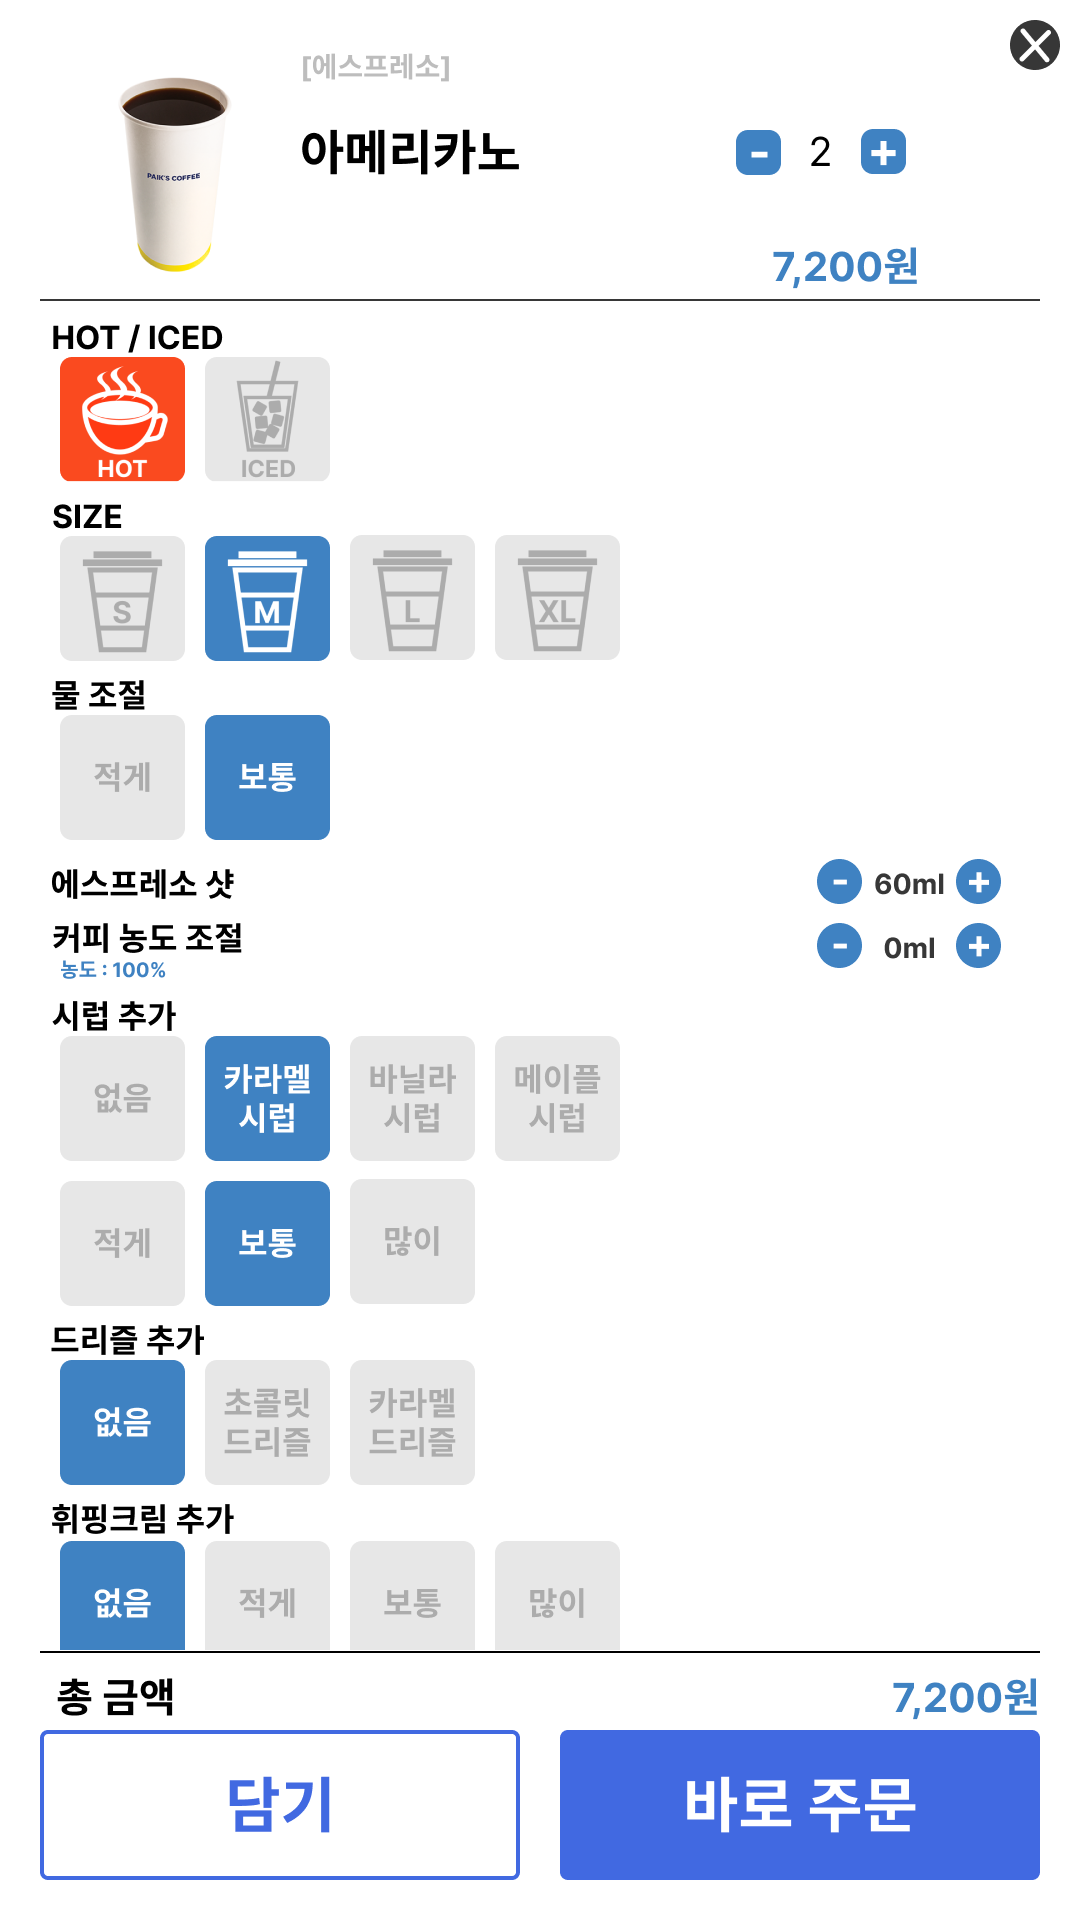 [에스프레소]
아메리카노
- 2 +
PAIK'S COFFEE
7,200원
HOT / ICED
HOT
ICED
SIZE
S
M
L
XL
물 조절
적게
보통
에스프레소 샷
- 60ml +
커피 농도 조절
- 0ml +
농도 : 100%
시럽 추가
없음
카라멜
시럽
바닐라
시럽
메이플
시럽
적게
보통
많이
드리즐 추가
없음
초콜릿
드리즐
카라멜
드리즐
휘핑크림 추가
없음
적게
보통
많이
총 금액
7,200원
담기
바로 주문